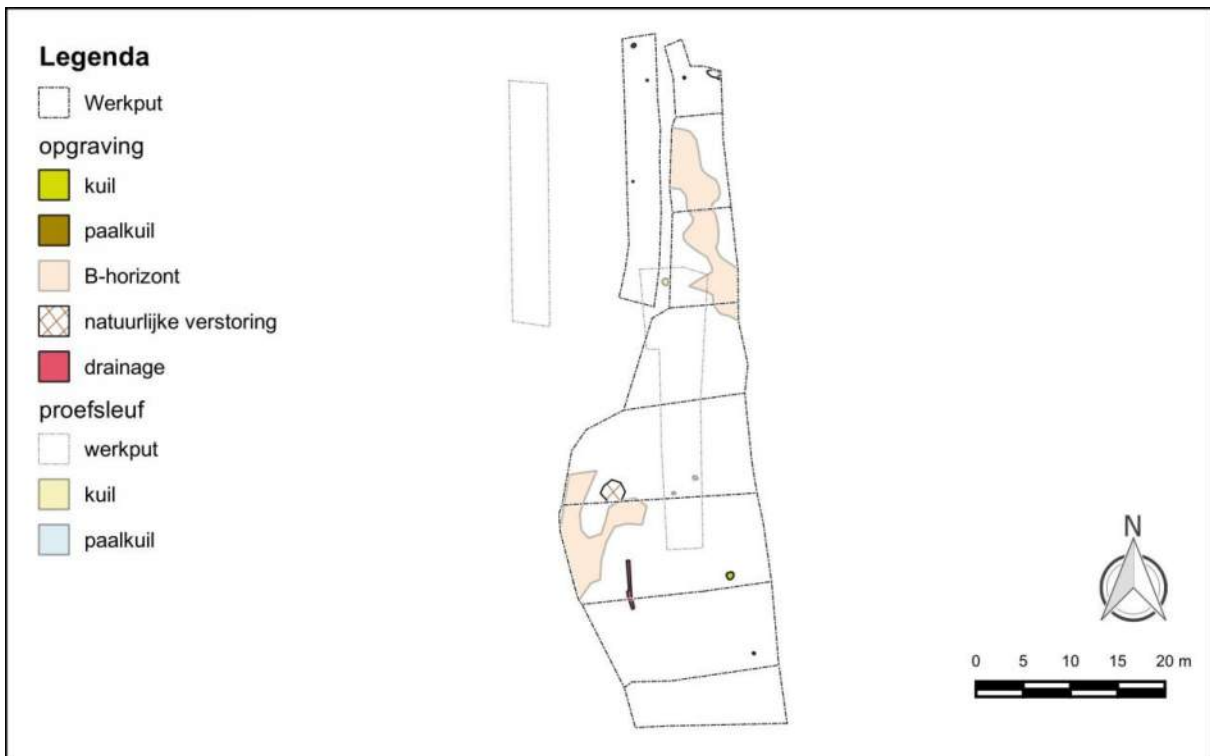 Legenda
Werkput
opgraving
kuil
paalkuil
B-horizont
natuurlijke verstoring
drainage
proefsleuf
werkput
kuil
paalkuil
N
0 5 10 15 20 m